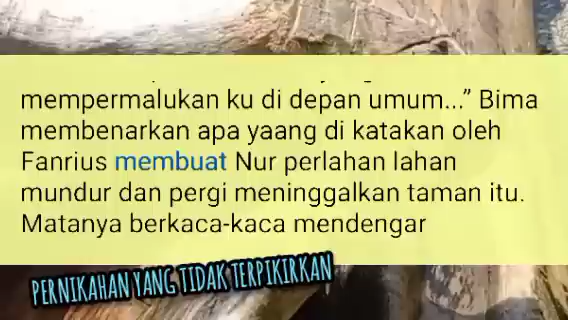 mempermalukan ku di depan umum...” Bima
membenarkan apa yaang di katakan oleh
Fanrius membuat Nur perlahan lahan
mundur dan pergi meninggalkan taman itu.
Matanya berkaca-kaca mendengar
PERNIKAHAN YANG TIDAK TERPIKIRKAN